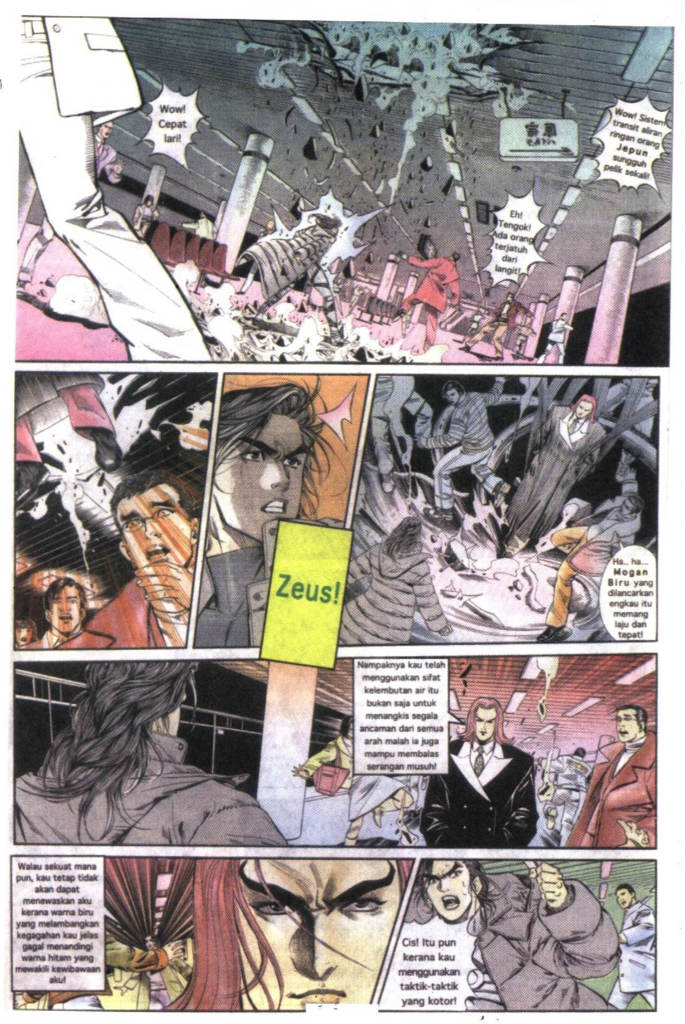 Wow!
Cepat
lari!
Wow! Sistem
transit aliran
ringan orang
Jepun
sungguh
pelik sekali!
Eh!
Tengok!
Ada orang
terjatuh
dari
langit!
Zeus!
Ha.. ha...
Mogan
Biru yang
dilancarkan
engkau itu
memang
laju dan
tepat!
Nampaknya kau telah
menggunakan sifat
kelembutan air itu
bukan saja untuk
menangkis segala
ancaman dari semua
arah malah ia juga
mampu membalas
serangan musuh!
Walau sekuat mana
pun, kau tetap tidak
akan dapat
menewaskan aku
kerana warna biru
yang melambangkan
kegagahan kau jelas
gagal menandingi
warna hitam yang
mewakili kewibawaan
aku!
Cis! Itu pun
kerana kau
menggunakan
taktik-taktik
yang kotor!